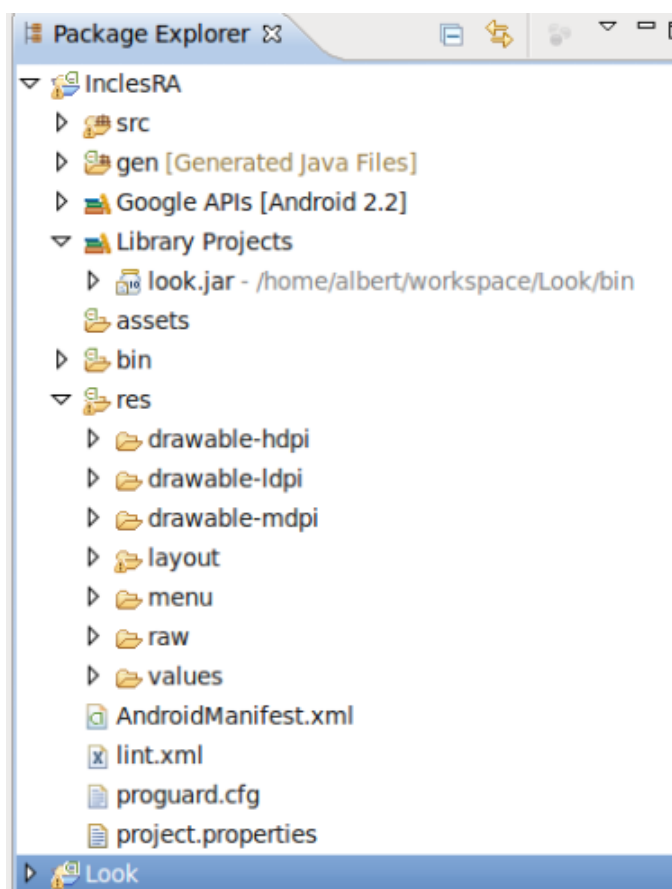 Package Explorer
InclesRA
src
gen [Generated Java Files]
Google APIs [Android 2.2]
Library Projects
look.jar - /home/albert/workspace/Look/bin
assets
bin
res
drawable-hdpi
drawable-ldpi
drawable-mdpi
layout
menu
raw
values
AndroidManifest.xml
lint.xml
proguard.cfg
project.properties
Look